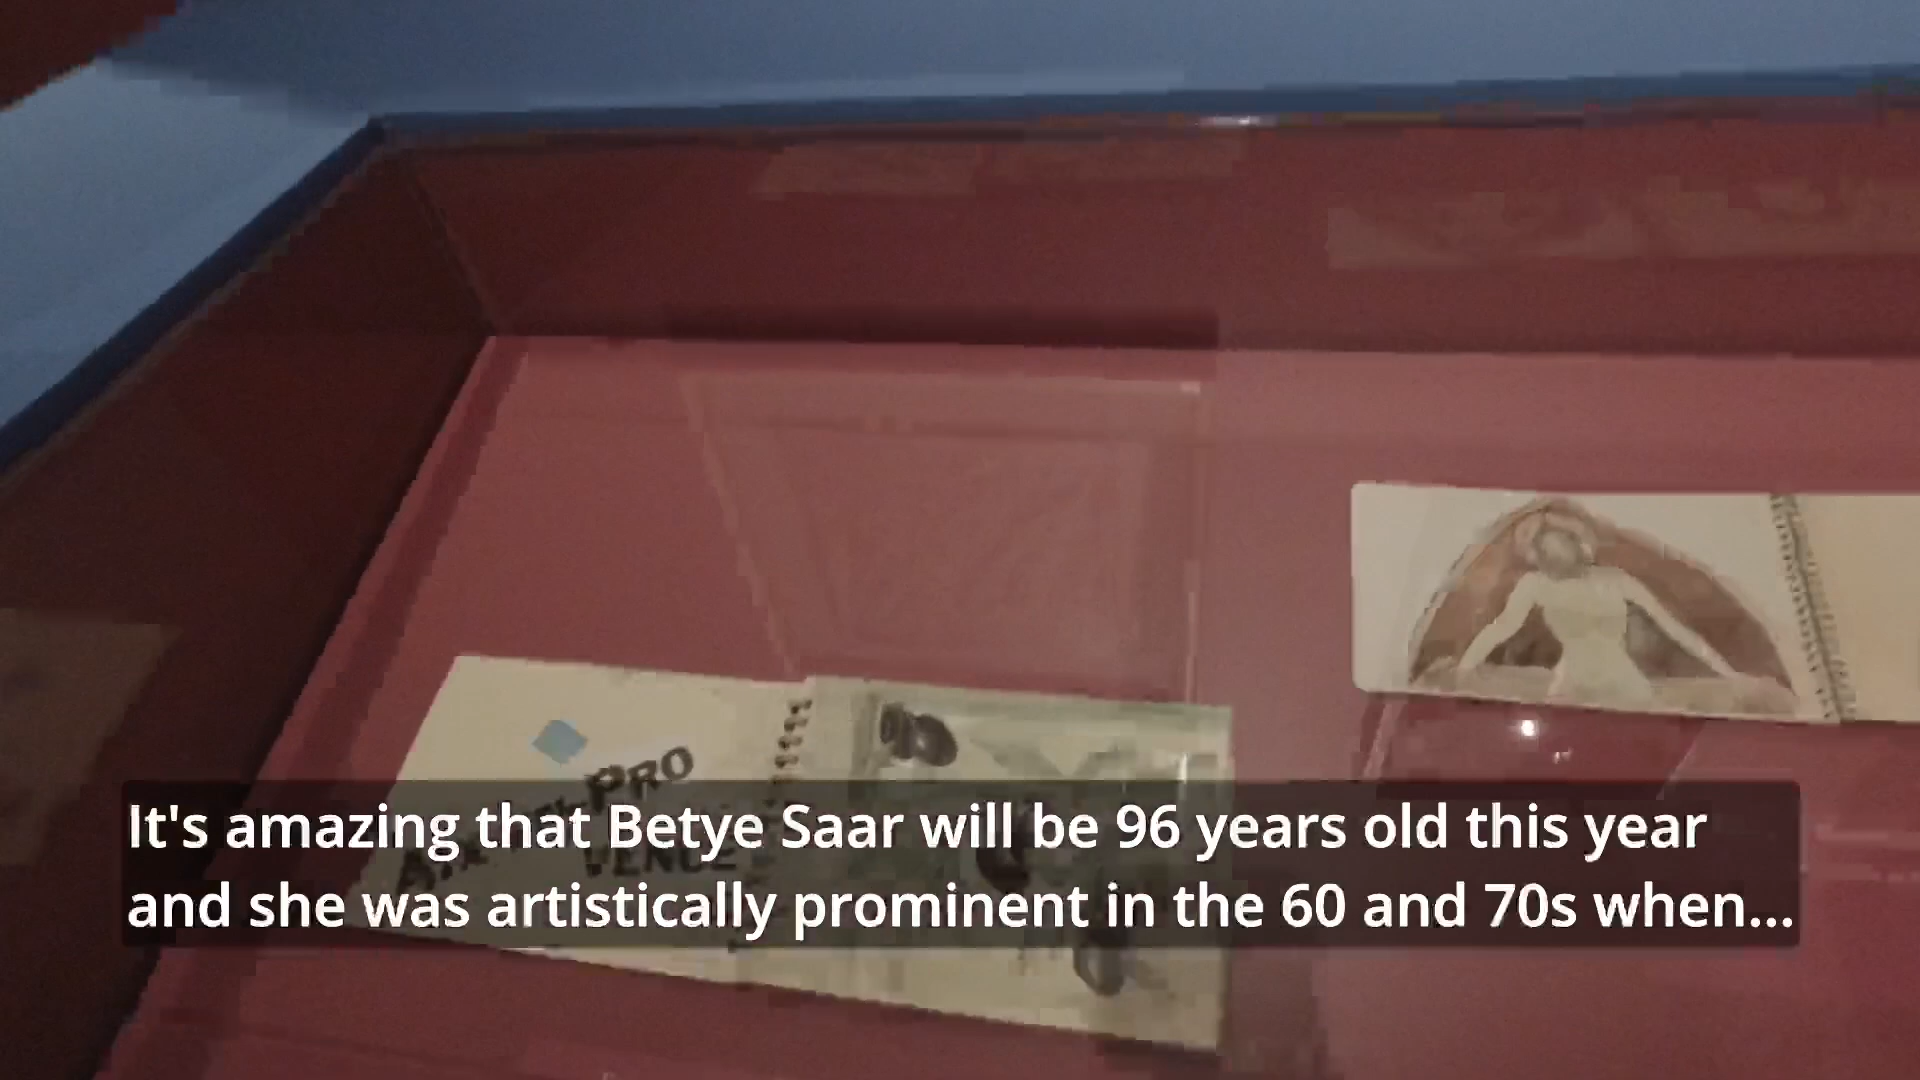 PRO
It's amazing that Betye Saar will be 96 years old this year
and she was artistically prominent in the 60 and 70s when...